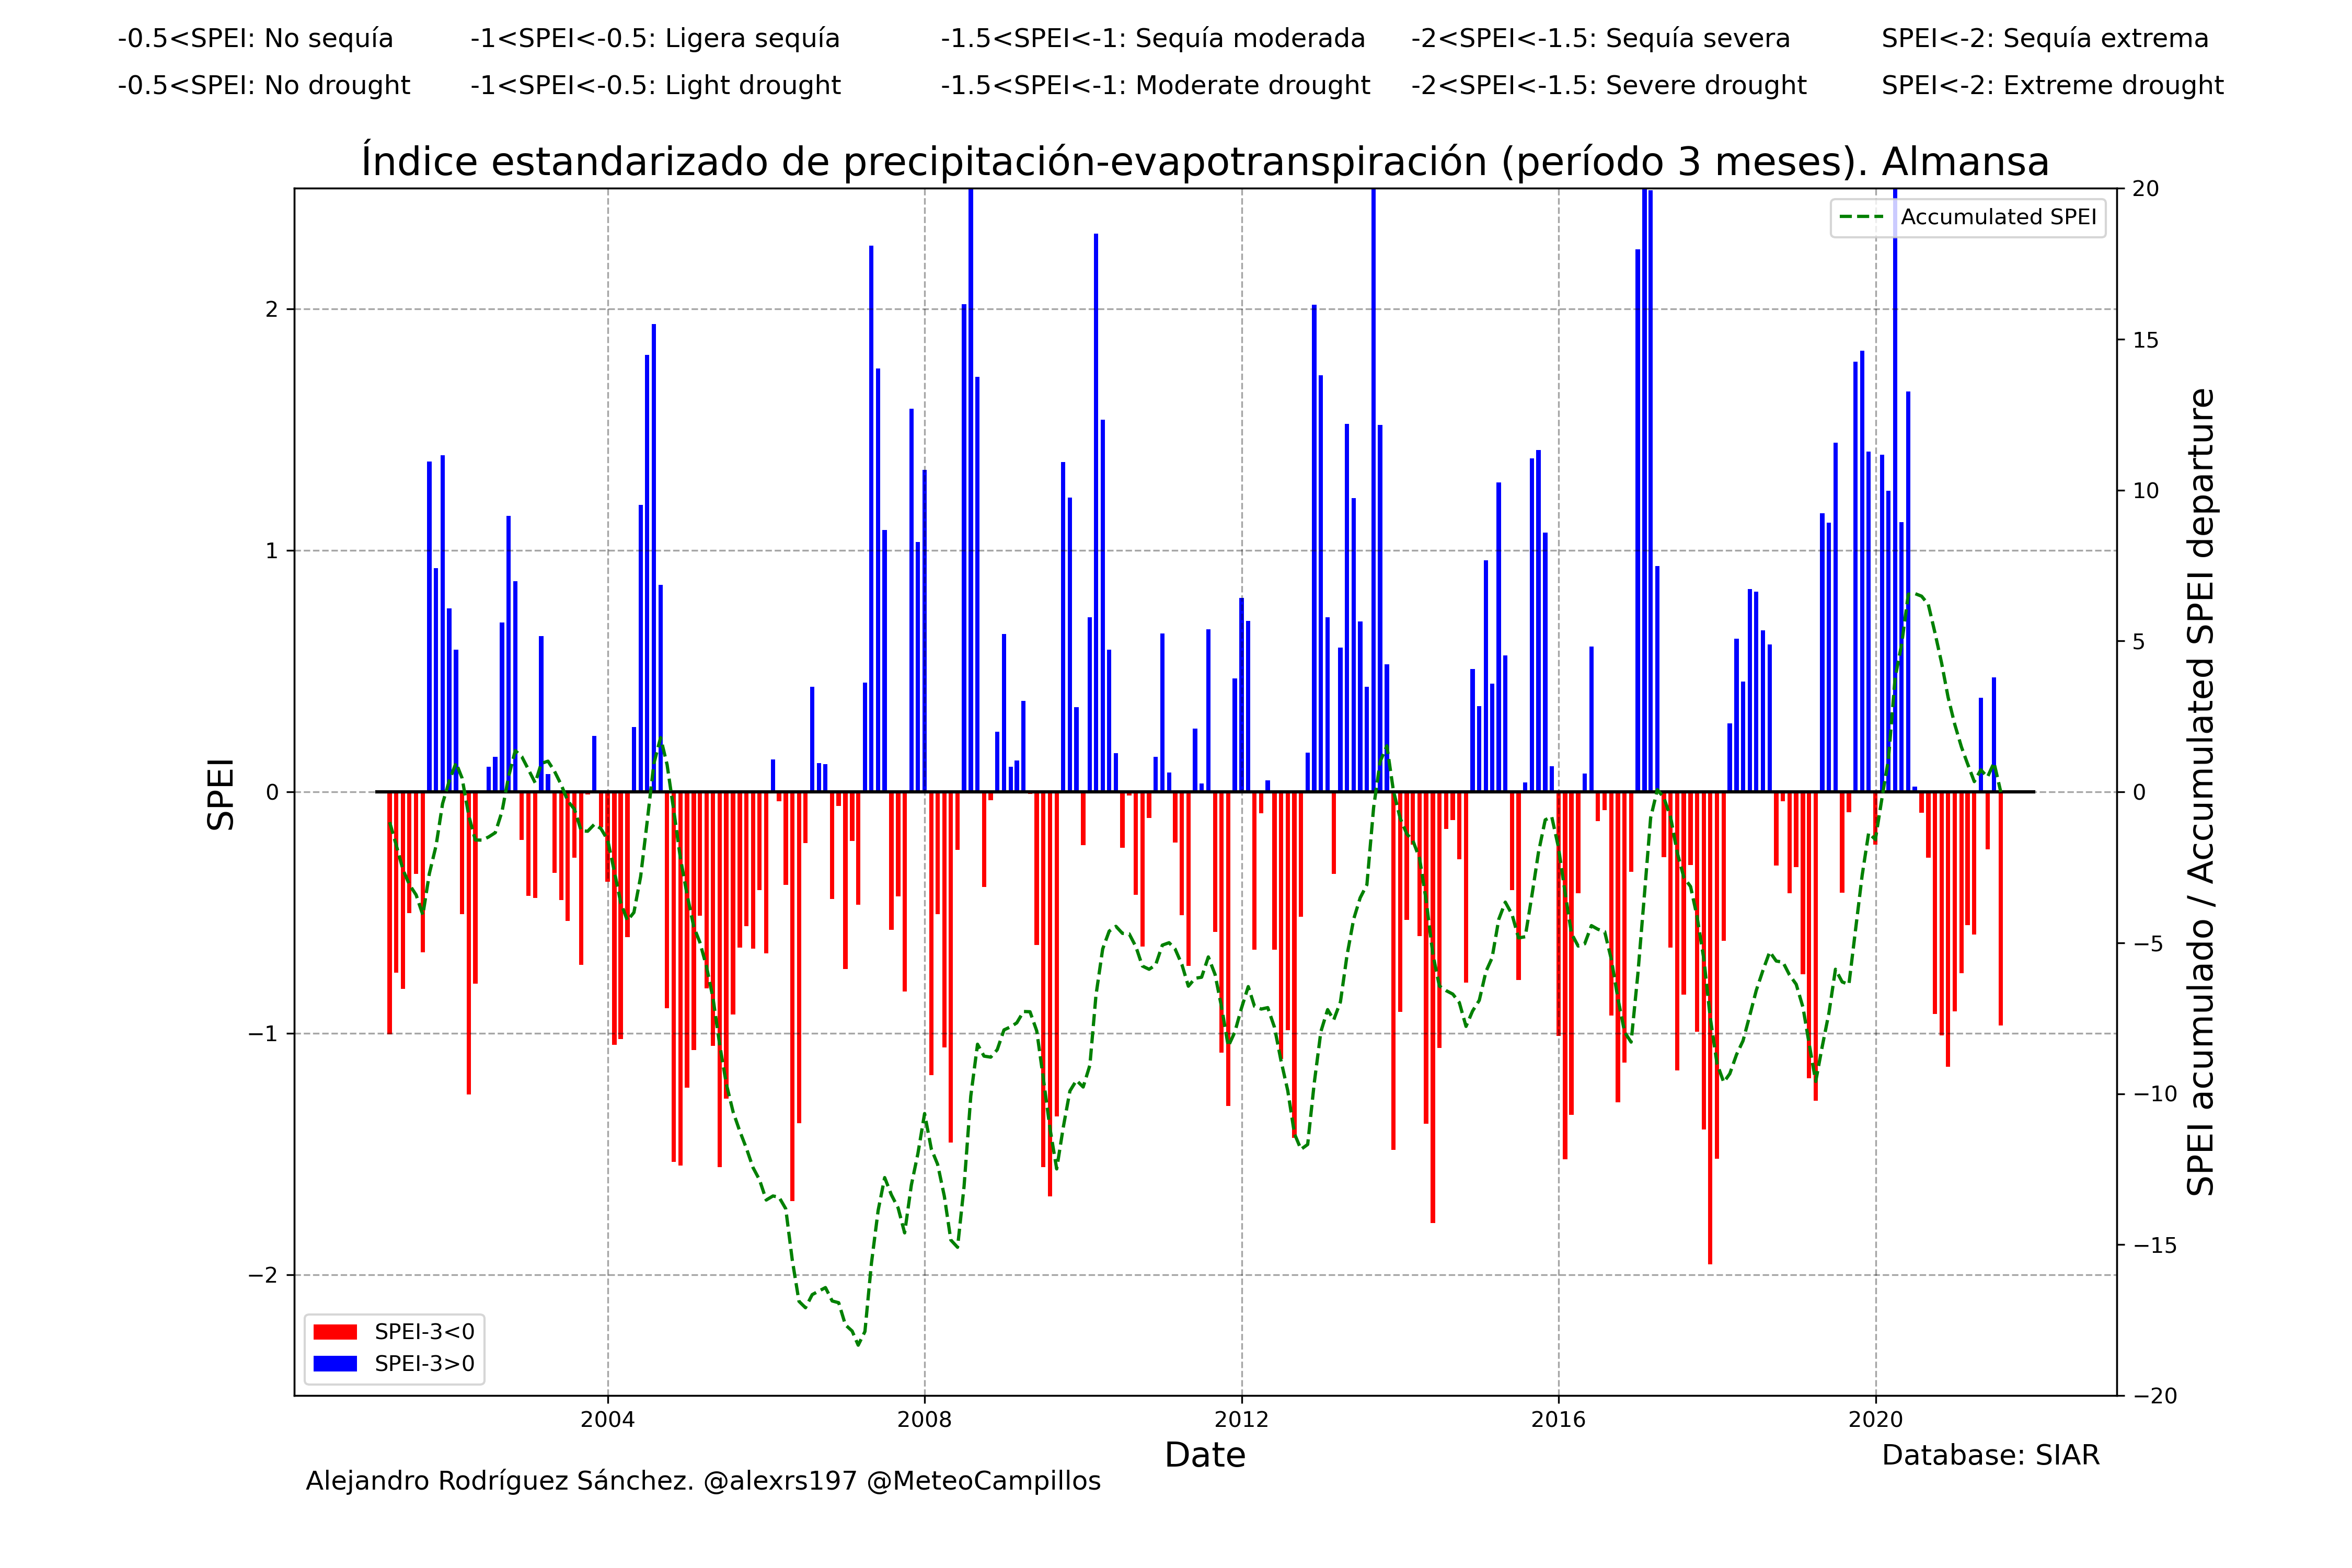 -0.5<SPEI: No sequía -1<SPEI<-0.5: Ligera sequía -1.5<SPEI<-1: Sequía moderada -2<SPEI<-1.5: Sequía severa SPEI<-2: Sequía extrema
-0.5<SPEI: No drought -1<SPEI<-0.5: Light drought -1.5<SPEI<-1: Moderate drought -2<SPEI<-1.5: Severe drought SPEI<-2: Extreme drought
Índice estandarizado de precipitación-evapotranspiración (período 3 meses). Almansa
SPEI
2
1
0
−1
−2
Accumulated SPEI
20
15
10
5
0
−5
−10
−15
−20
SPEI acumulado / Accumulated SPEI departure
SPEI-3<0
SPEI-3>0
2004 2008 2012 2016 2020
Date
Database: SIAR
Alejandro Rodríguez Sánchez. @alexrs197 @MeteoCampillos